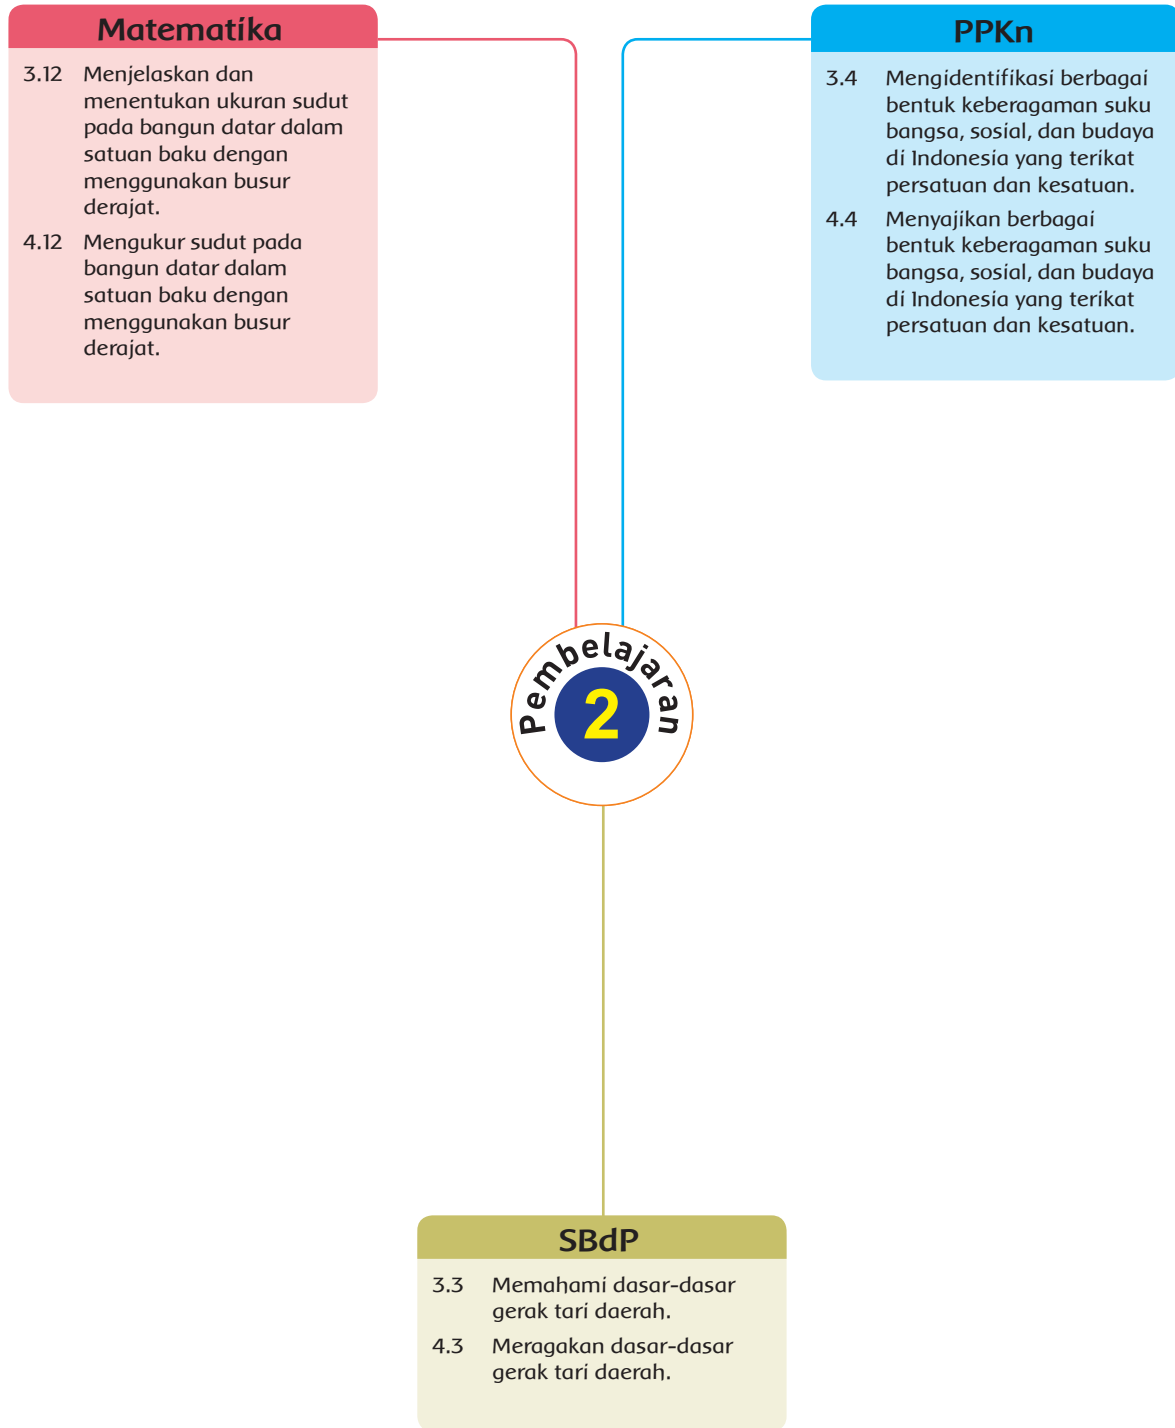 Matematika
3.12 Menjelaskan dan
menentukan ukuran sudut
pada bangun datar dalam
satuan baku dengan
menggunakan busur
derajat.
4.12 Mengukur sudut pada
bangun datar dalam
satuan baku dengan
menggunakan busur
derajat.
PPKn
3.4 Mengidentifikasi berbagai
bentuk keberagaman suku
bangsa, sosial, dan budaya
di Indonesia yang terikat
persatuan dan kesatuan.
4.4 Menyajikan berbagai
bentuk keberagaman suku
bangsa, sosial, dan budaya
di Indonesia yang terikat
persatuan dan kesatuan.
Pembelajaran
2
SBdP
3.3 Memahami dasar-dasar
gerak tari daerah.
4.3 Meragakan dasar-dasar
gerak tari daerah.